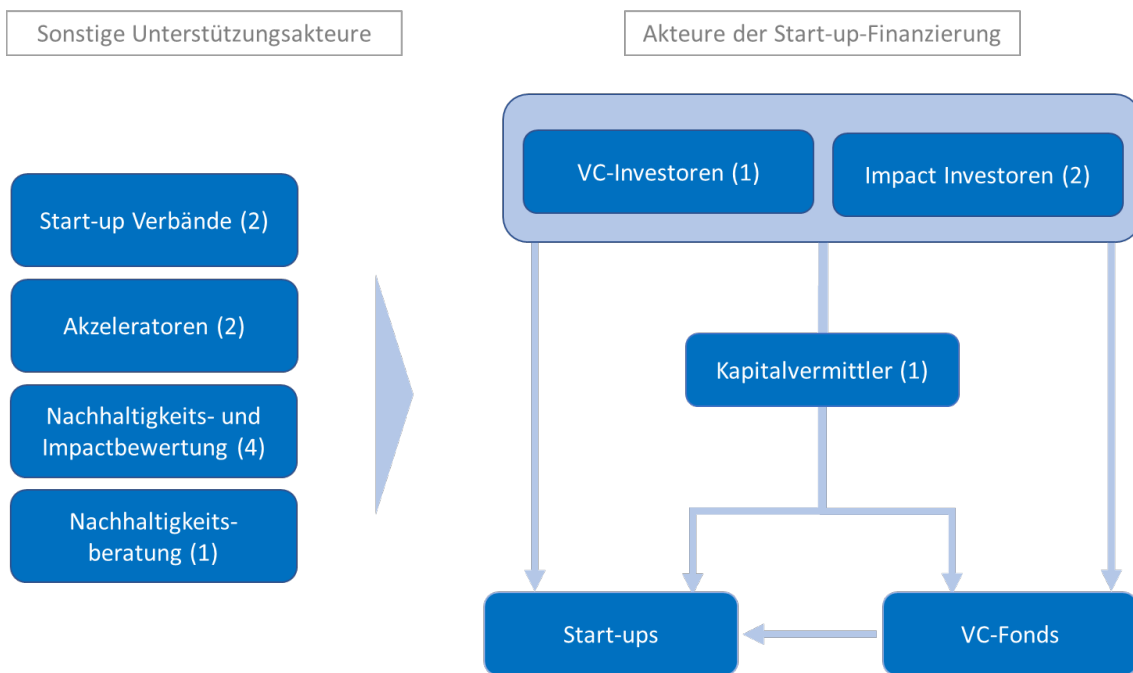 Sonstige Unterstützungsakteure
Akteure der Start-up-Finanzierung
Start-up Verbände (2)
Akzeleratoren (2)
Nachhaltigkeits- und
Impactbewertung (4)
Nachhaltigkeits-
beratung (1)
VC-Investoren (1)
Impact Investoren (2)
Kapitalvermittler (1)
Start-ups
VC-Fonds